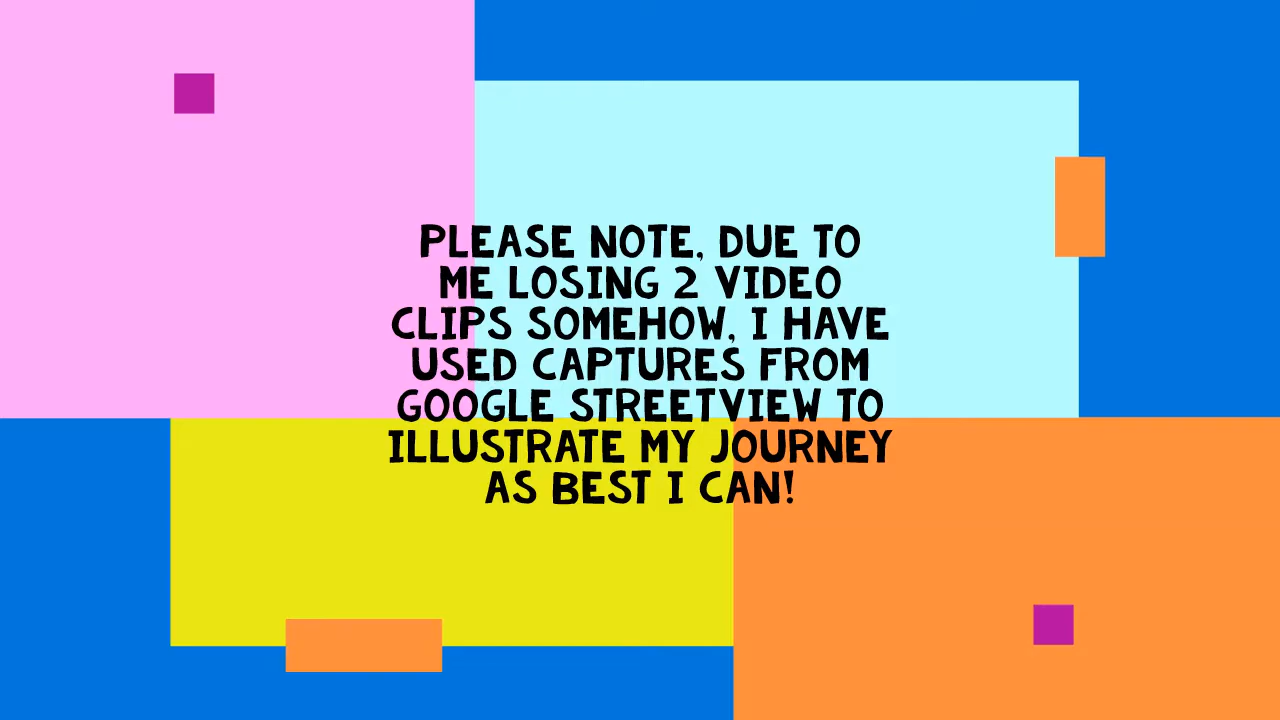 PLEASE NOTE, DUE TO
ME LOSING 2 VIDEO
CLIPS SOMEHOW, I HAVE
USED CAPTURES FROM
GOOGLE STREETVIEW TO
ILLUSTRATE MY JOURNEY
AS BEST I CAN!